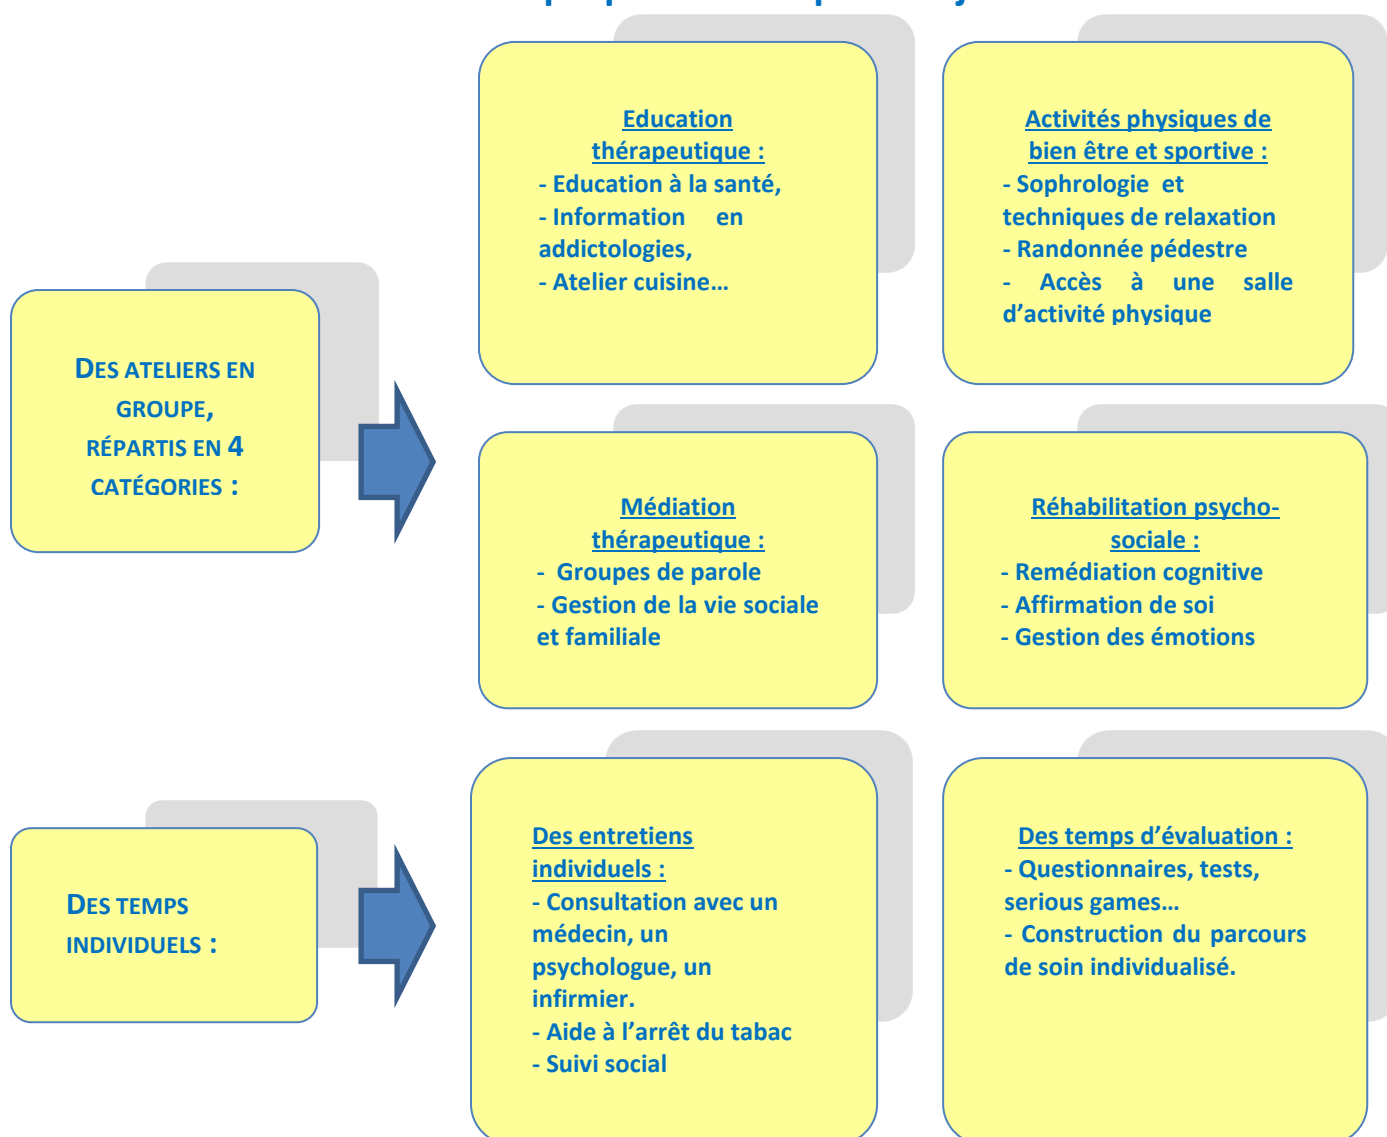 Education
thérapeutique :
- Education à la santé,
- Information en
addictologies,
- Atelier cuisine…
Activités physiques de
bien être et sportive :
- Sophrologie et
techniques de relaxation
- Randonnée pédestre
- Accès à une salle
d’activité physique
DES ATELIERS EN
GROUPE,
RÉPARTIS EN 4
CATÉGORIES :
Médiation
thérapeutique :
- Groupes de parole
- Gestion de la vie sociale
et familiale
Réhabilitation psycho-
sociale :
- Remédiation cognitive
- Affirmation de soi
- Gestion des émotions
DES TEMPS
INDIVIDUELS :
Des entretiens
individuels :
- Consultation avec un
médecin, un
psychologue, un
infirmier.
- Aide à l’arrêt du tabac
- Suivi social
Des temps d’évaluation :
- Questionnaires, tests,
serious games…
- Construction du parcours
de soin individualisé.